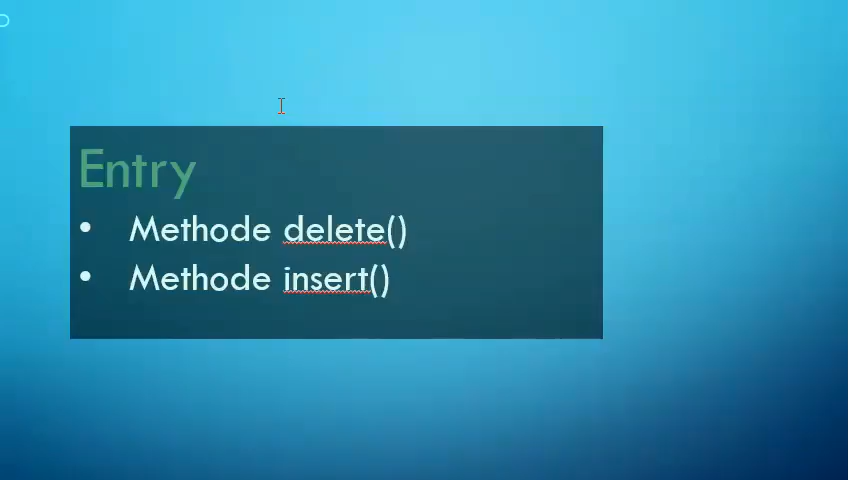 Entry
• Methode delete()
• Methode insert()